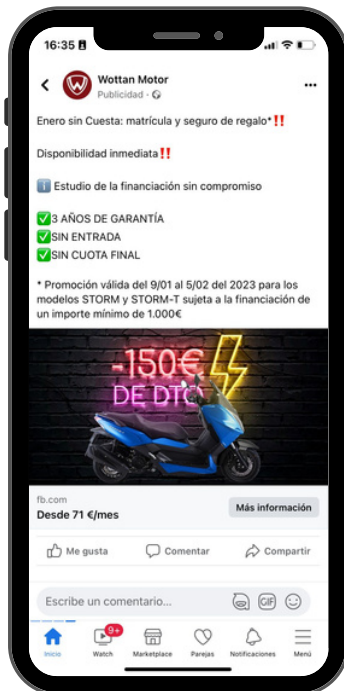 16:35
Wottan Motor
Publicidad ·
Enero sin Cuesta: matrícula y seguro de regalo*‼️
Disponibilidad inmediata‼️
ℹ️ Estudio de la financiación sin compromiso
✅3 AÑOS DE GARANTÍA
✅SIN ENTRADA
✅SIN CUOTA FINAL
* Promoción válida del 9/01 al 5/02 del 2023 para los
modelos STORM y STORM-T sujeta a la financiación de
un importe mínimo de 1.000€
-150€
DE DTO
fb.com
Desde 71 €/mes
Más información
Me gusta
Comentar
Compartir
Escribe un comentario...
GIF
9+
Inicio
Watch
Marketplace
Parejas
Notificaciones
Menú